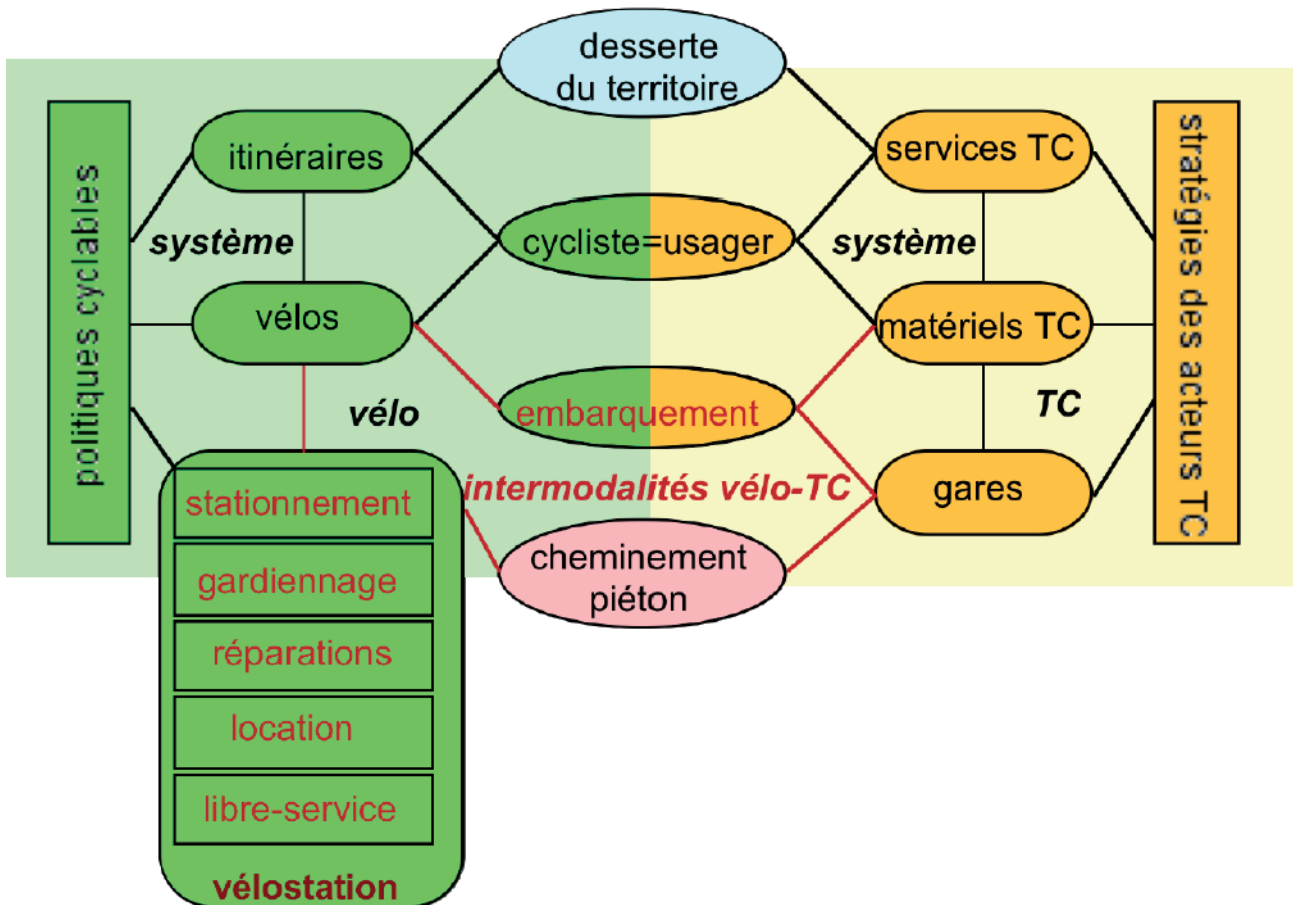 desserte
du territoire
politiques cyclables
itinéraires
services TC
stratégies des acteurs TC
système
cycliste=usager
système
vélos
matériels TC
vélo
embarquement
TC
stationnement
intermodalités vélo-TC
gares
gardiennage
cheminement
piéton
réparations
location
libre-service
vélostation